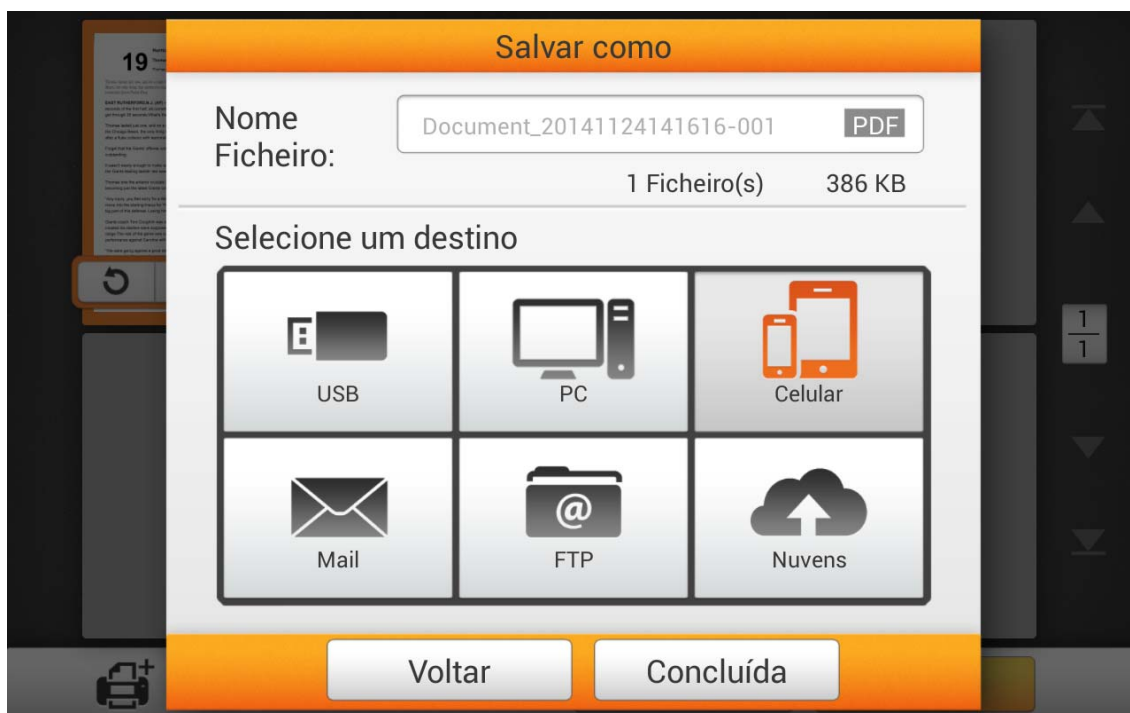 Salvar como
19
Nome
Ficheiro:
Document_20141124141616-001
PDF
1 Ficheiro(s) 386 KB
Selecione um destino
USB PC Celular
Mail FTP Nuvens
1
1
Voltar Concluída